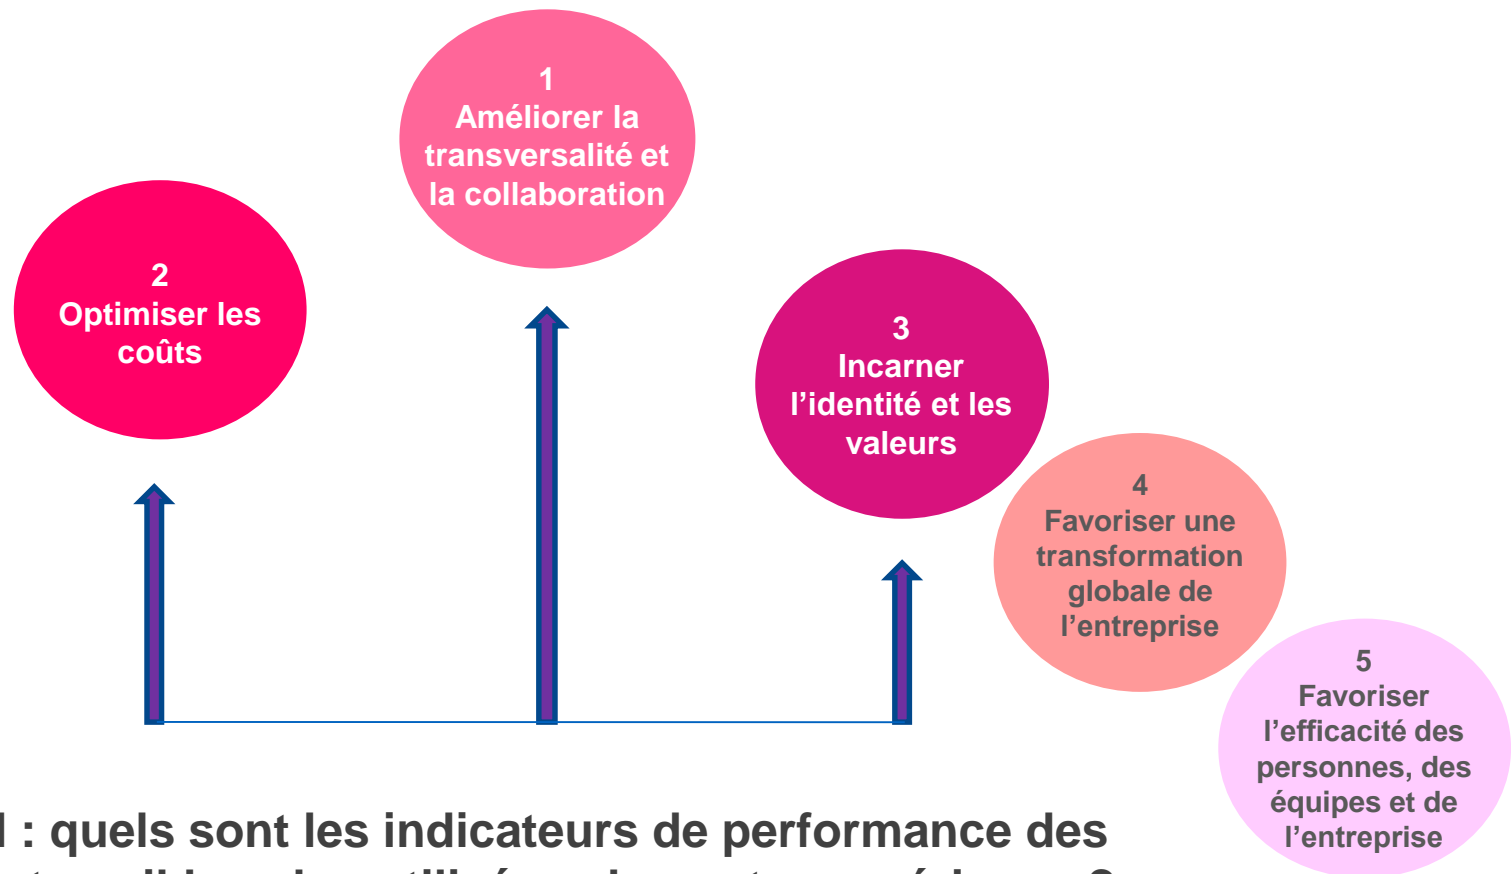 1
Améliorer la
transversalité et
la collaboration
2
Optimiser les
coûts
3
Incarner
l’identité et les
valeurs
4
Favoriser une
transformation
globale de
l’entreprise
5
Favoriser
l’efficacité des
personnes, des
équipes et de
l’entreprise
: quels sont les indicateurs de performance des